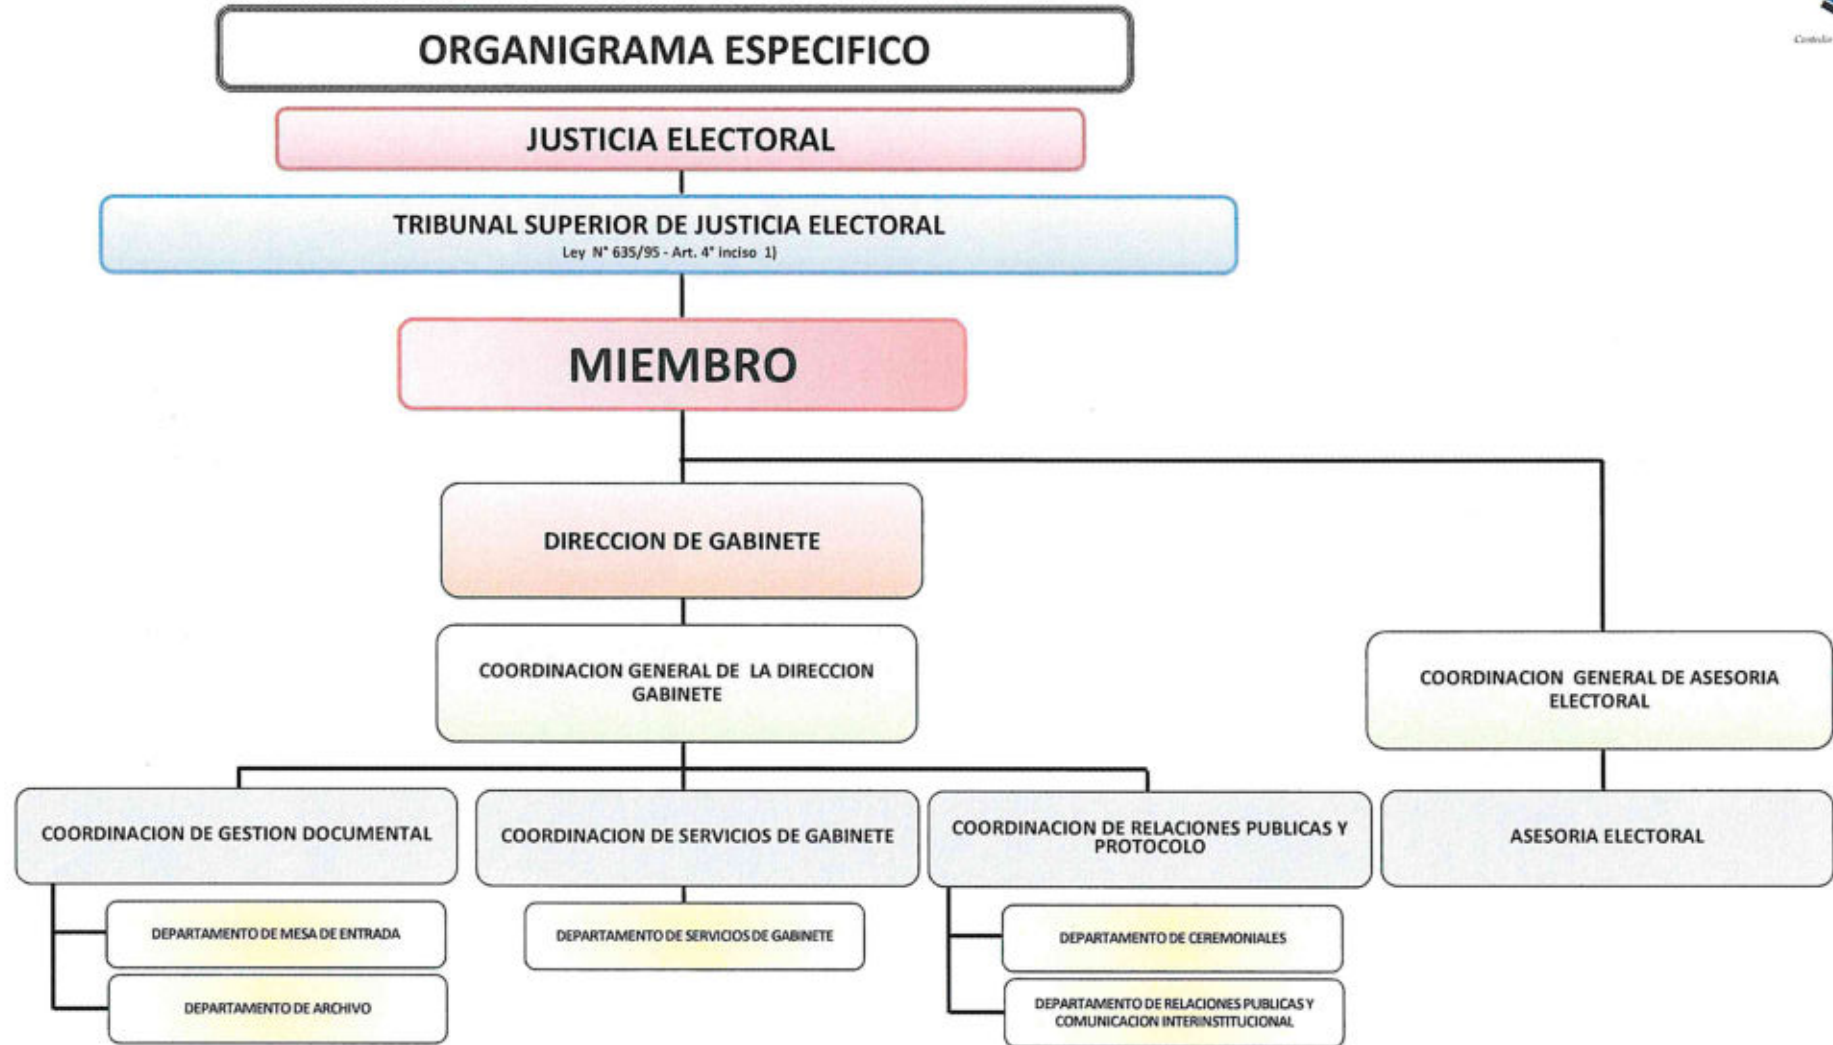 ORGANIGRAMA ESPECIFICO
JUSTICIA ELECTORAL
TRIBUNAL SUPERIOR DE JUSTICIA ELECTORAL
Ley N° 635/95 - Art. 4° inciso 1)
MIEMBRO
DIRECCION DE GABINETE
COORDINACION GENERAL DE LA DIRECCION
GABINETE
COORDINACION GENERAL DE ASESORIA
ELECTORAL
COORDINACION DE GESTION DOCUMENTAL
COORDINACION DE SERVICIOS DE GABINETE
COORDINACION DE RELACIONES PUBLICAS Y
PROTOCOLO
ASESORIA ELECTORAL
DEPARTAMENTO DE MESA DE ENTRADA
DEPARTAMENTO DE ARCHIVO
DEPARTAMENTO DE SERVICIOS DE GABINETE
DEPARTAMENTO DE CEREMONIALES
DEPARTAMENTO DE RELACIONES PUBLICAS Y
COMUNICACION INTERINSTITUCIONAL